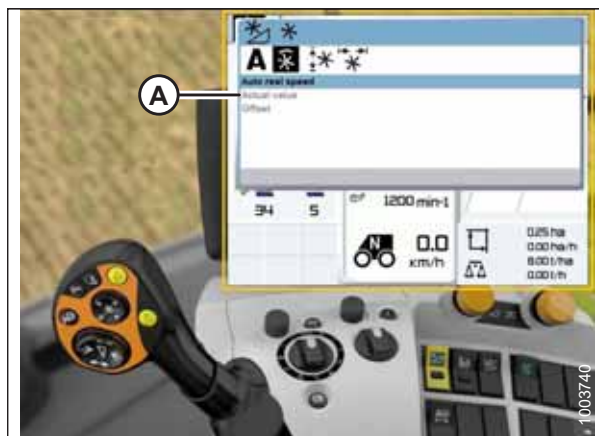 A
Auto reel speed
Actual value
Offset
A
34
5
1200 min-1
N
0.0
км/h
0.25 ha
0.00 ha/h
8.00 l/ha
0.00 l/h
1003740